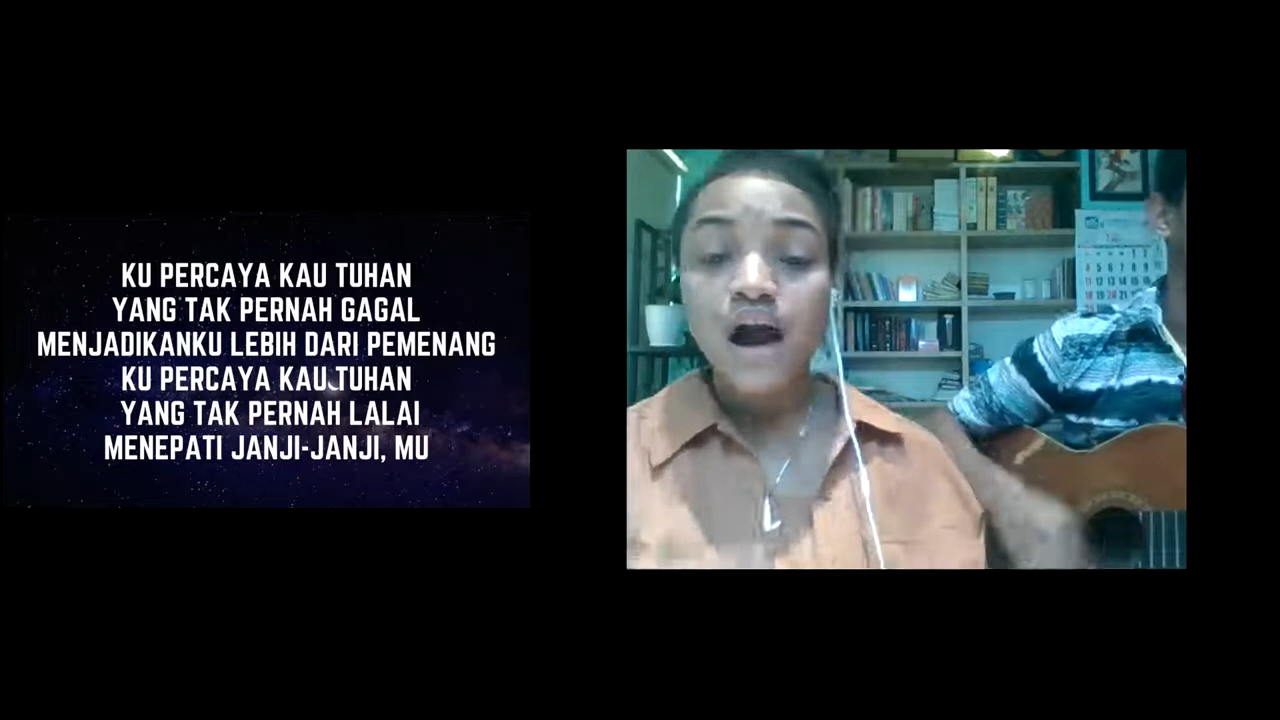 KU PERCAYA KAU TUHAN
YANG TAK PERNAH GAGAL
MENJADIKANKU LEBIH DARI PEMENANG
KU PERCAYA KAU TUHAN
YANG TAK PERNAH LALAI
MENEPATI JANJI-JANJI, MU